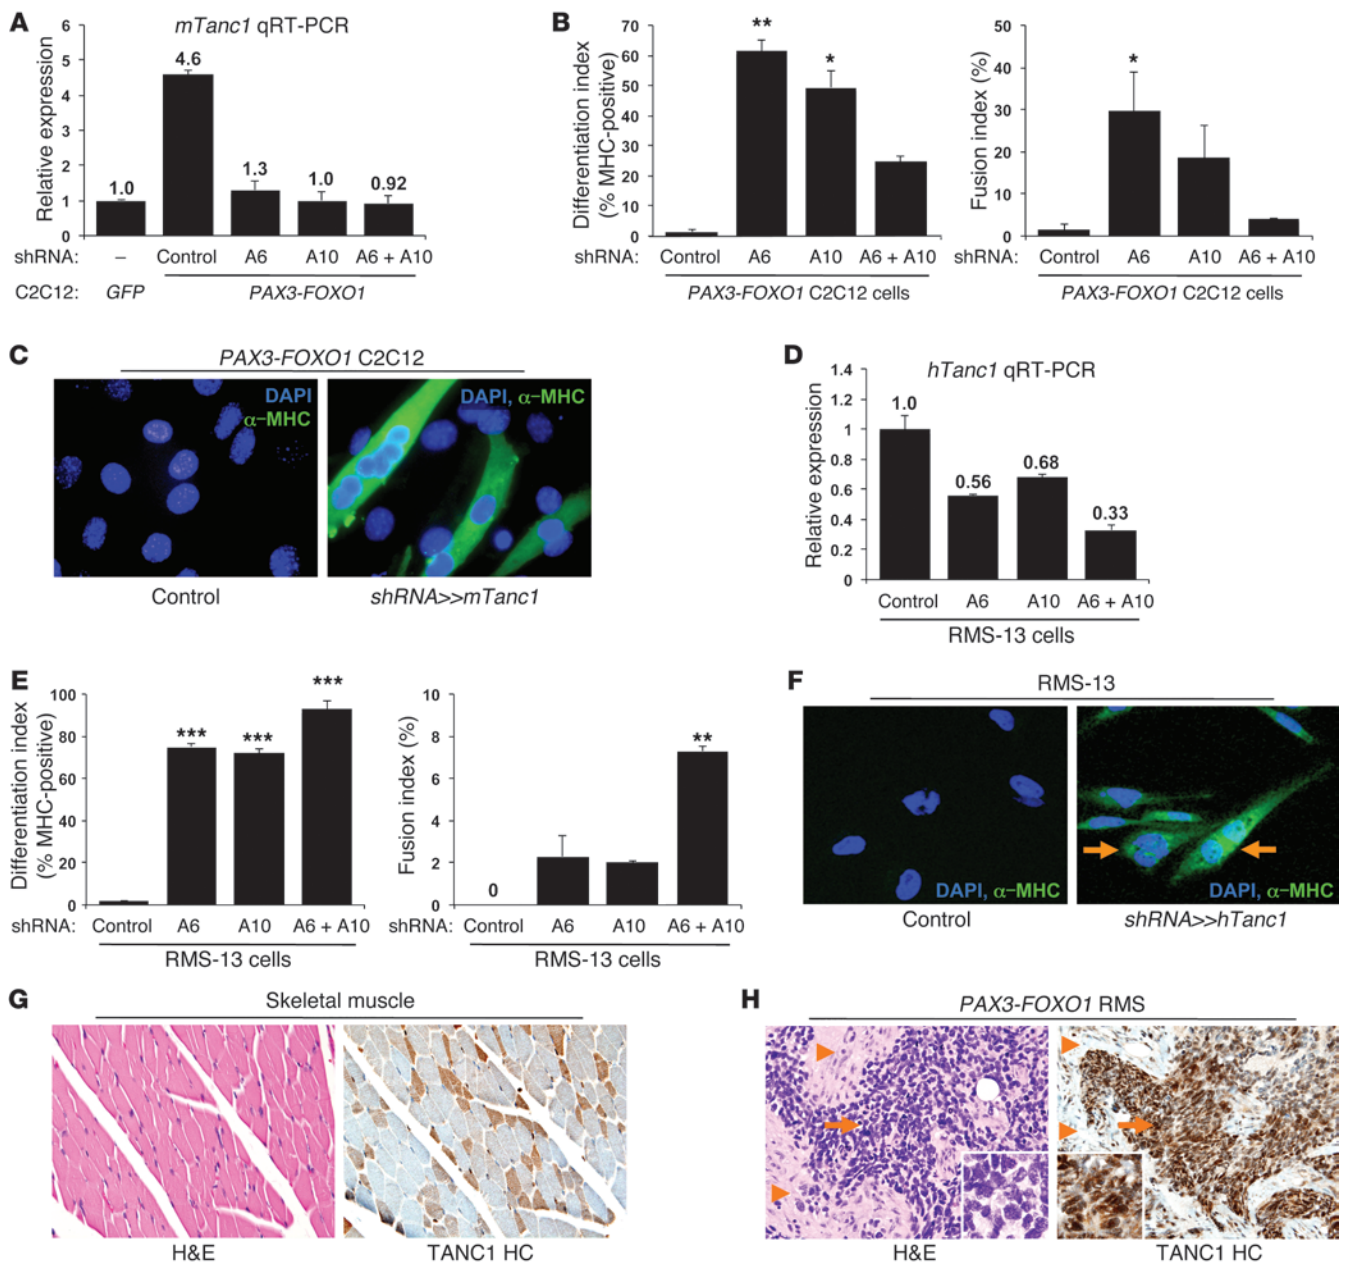 A
mTanc1 qRT-PCR
Relative expression
6
5
4
3
2
1
0
1.0
4.6
1.3
1.0
0.92
shRNA: – Control A6 A10 A6 + A10
C2C12: GFP PAX3-FOXO1
B
Differentiation index
(% MHC-positive)
70
60
50
40
30
20
10
0
**
*
shRNA: Control A6 A10 A6 + A10
PAX3-FOXO1 C2C12 cells
Fusion index (%)
50
40
30
20
10
0
*
shRNA: Control A6 A10 A6 + A10
PAX3-FOXO1 C2C12 cells
C
PAX3-FOXO1 C2C12
DAPI
α–MHC
DAPI, α–MHC
Control
shRNA>>mTanc1
D
hTanc1 qRT-PCR
Relative expression
1.4
1.2
1
0.8
0.6
0.4
0.2
0
1.0
0.56
0.68
0.33
Control A6 A10 A6 + A10
RMS-13 cells
E
Differentiation index
(% MHC-positive)
100
80
60
40
20
0
***
***
***
shRNA: Control A6 A10 A6 + A10
RMS-13 cells
Fusion index (%)
10
8
6
4
2
0
0
**
shRNA: Control A6 A10 A6 + A10
RMS-13 cells
F
RMS-13
DAPI, α–MHC
DAPI, α–MHC
Control
shRNA>>hTanc1
G
Skeletal muscle
H&E
TANC1 HC
H
PAX3-FOXO1 RMS
H&E
TANC1 HC